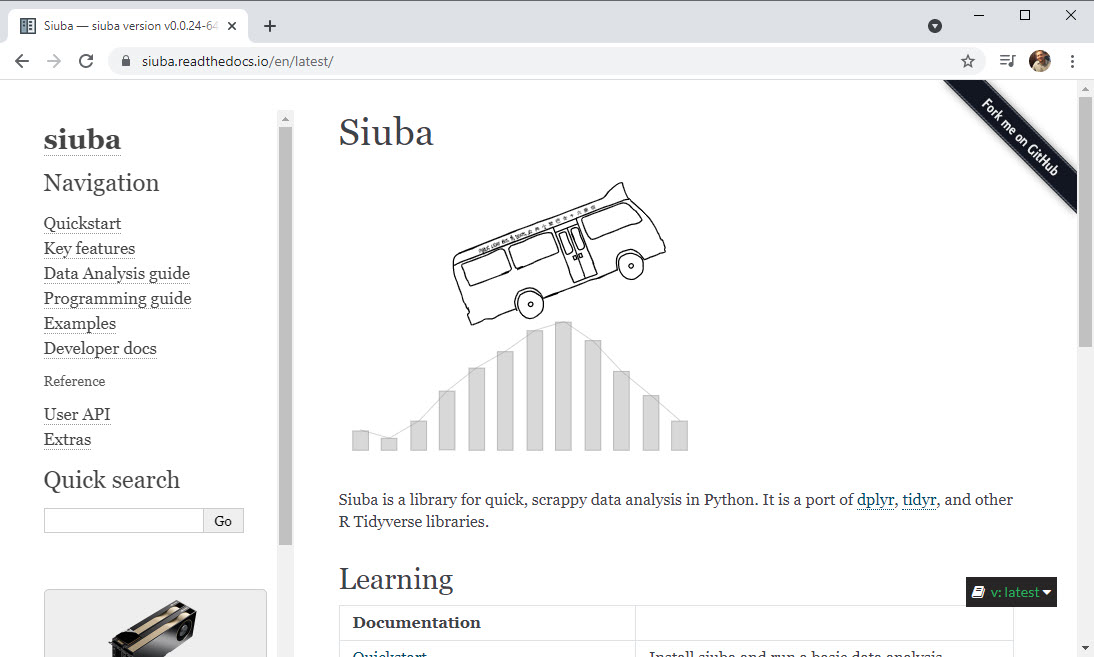 Siuba — siuba version v0.0.24-64
siuba.readthedocs.io/en/latest/
Fork me on GitHub
siuba
Navigation
Quickstart
Key features
Data Analysis guide
Programming guide
Examples
Developer docs
Reference
User API
Extras
Quick search
Go
Siuba
Siuba is a library for quick, scrappy data analysis in Python. It is a port of dplyr, tidyr, and other
R Tidyverse libraries.
Learning
v: latest
Documentation
Quickstart
Install siuba and run a basic data analysis.